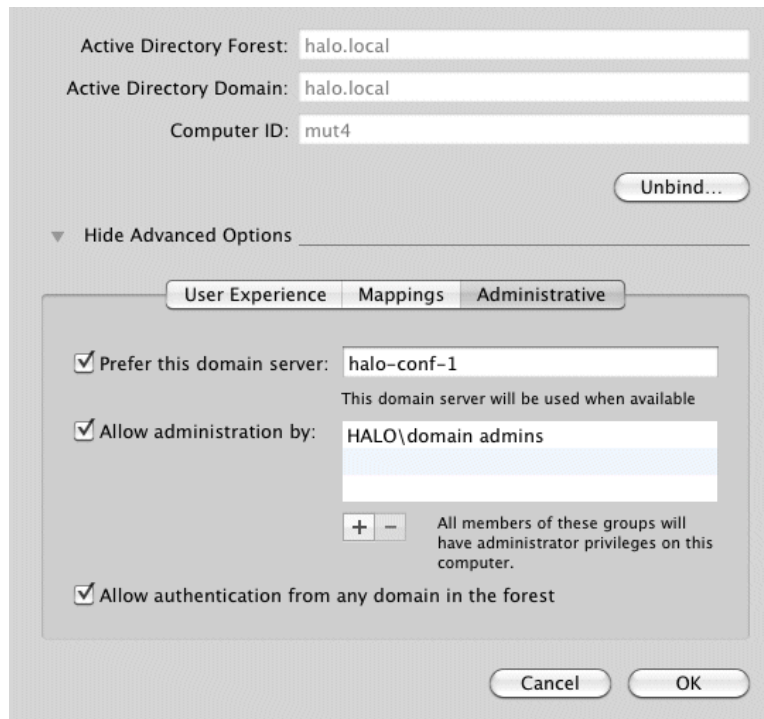 Active Directory Forest: halo.local
Active Directory Domain: halo.local
Computer ID: mut4
Unbind...
Hide Advanced Options
User Experience Mappings Administrative
Prefer this domain server: halo-conf-1
This domain server will be used when available
Allow administration by: HALO\domain admins
+ − All members of these groups will
have administrator privileges on this
computer.
Allow authentication from any domain in the forest
Cancel OK